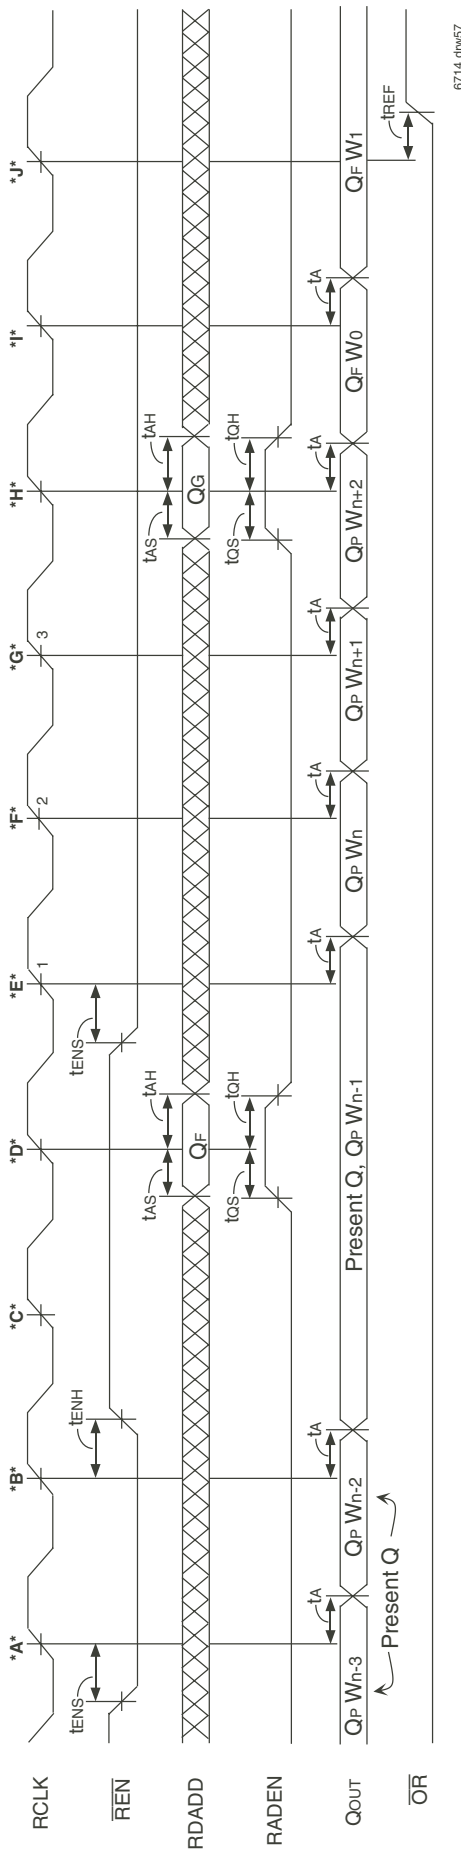 *A* *B* *C* *D* *E* *F* *G* *H* *I* *J*
RCLK 1 2 3
tENS tENH tENS
REN
tAS tAH tAS tAH
RDADD QF QG
tQS tQH tQS tQH
RADEN
tA tA tA tA tA tA tA
QOUT QP Wn-3 QP Wn-2 Present Q, QP Wn-1 QP Wn QP Wn+1 QP Wn+2 QF W0 QF W1
Present Q
tREF
OR
6714 drw57